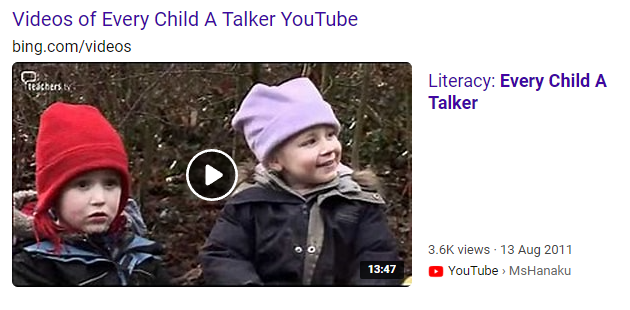 Videos of Every Child A Talker YouTube
bing.com/videos
teachers.tv
Literacy: Every Child A
Talker
13:47
3.6K views · 13 Aug 2011
YouTube › MsHanaku